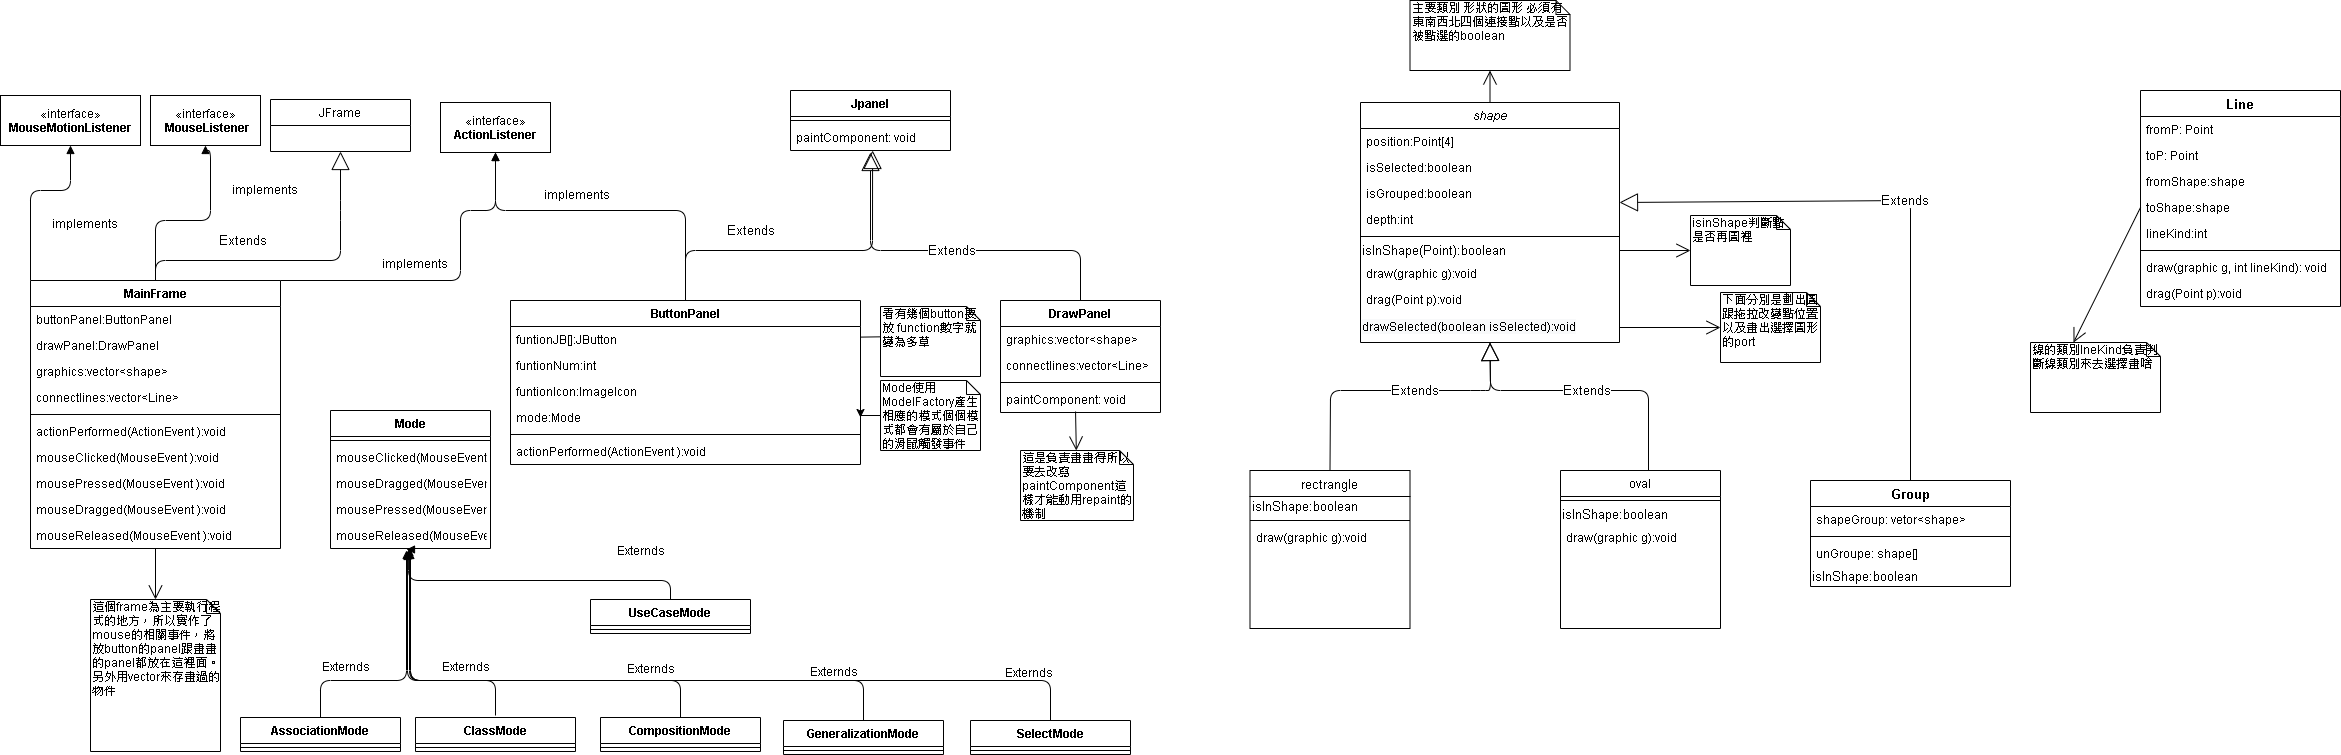 «interface»
MouseMotionListener
«interface»
MouseListener
JFrame
«interface»
ActionListener
Jpanel
paintComponent: void
implements
implements
Extends
implements
implements
Extends
Extends
MainFrame
buttonPanel:ButtonPanel
drawPanel:DrawPanel
graphics:vector<shape>
connectlines:vector<Line>
actionPerformed(ActionEvent ):void
mouseClicked(MouseEvent ):void
mousePressed(MouseEvent ):void
mouseDragged(MouseEvent ):void
mouseReleased(MouseEvent ):void
這個frame為主要執行程
式的地方，所以實作了
mouse的相關事件，將
放button的panel跟畫畫
的panel都放在這裡面。
另外用vector來存畫過的
物件
ButtonPanel
funtionJB[]:JButton
funtionNum:int
funtionIcon:ImageIcon
mode:Mode
actionPerformed(ActionEvent ):void
看有幾個button要
放 function數字就
變為多草
Mode使用
ModelFactory產生
相應的模式個個模
式都會有屬於自己
的滑鼠觸發事件
DrawPanel
graphics:vector<shape>
connectlines:vector<Line>
paintComponent: void
這是負責畫畫得所以
要去改寫
paintComponent這
樣才能動用repaint的
機制
Mode
mouseClicked(MouseEvent
mouseDragged(MouseEver
mousePressed(MouseEver
mouseReleased(MouseEve
Externds
UseCaseMode
Externds
Externds
Externds
Externds
Externds
AssociationMode
ClassMode
CompositionMode
GeneralizationMode
SelectMode
主要類別 形狀的圖形 必須有
東南西北四個連接點以及是否
被點選的boolean
shape
position:Point[4]
isSelected:boolean
isGrouped:boolean
depth:int
isInShape(Point):boolean
draw(graphic g):void
drag(Point p):void
drawSelected(boolean isSelected):void
isinShape判斷點
是否再圖裡
下面分別是劃出圖
跟拖拉改變點位置
以及畫出選擇圖形
的port
Extends
Extends
Extends
rectrangle
isInShape:boolean
draw(graphic g):void
oval
isInShape:boolean
draw(graphic g):void
Group
shapeGroup: vetor<shape>
unGroupe: shape[]
isInShape:boolean
Line
fromP: Point
toP: Point
fromShape:shape
toShape:shape
lineKind:int
draw(graphic g, int lineKind): void
drag(Point p):void
線的類別lneKind負責判
斷線類別來去選擇畫啥